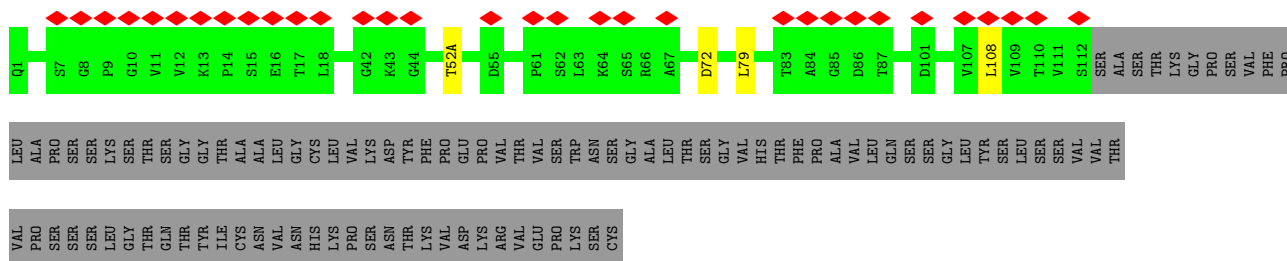 Q1 S7 G8 P9 G10 V11 V12 K13 P14 S15 E16 T17 L18 G42 K43 G44 T52A D55 P61 S62 L63 K64 S65 R66 A67 D72 L79 T83 A84 G85 D86 T87 D101 V107 L108 V109 T110 V111 S112 SER ALA SER THR LYS GLY PRO SER VAL PHE PRO
LEU ALA PRO SER SER LYS SER THR SER GLY GLY THR ALA ALA LEU GLY CYS LEU VAL LYS ASP TYR PHE PRO GLU PRO VAL THR VAL SER TRP ASN SER GLY ALA LEU THR SER GLY VAL HIS THR PHE PRO ALA VAL LEU GLN SER SER GLY LEU TYR SER LEU SER SER VAL VAL THR
VAL PRO SER SER SER LEU GLY THR GLN THR TYR ILE CYS ASN VAL ASN HIS LYS PRO SER ASN THR LYS VAL ASP LYS ARG VAL GLU PRO LYS SER CYS